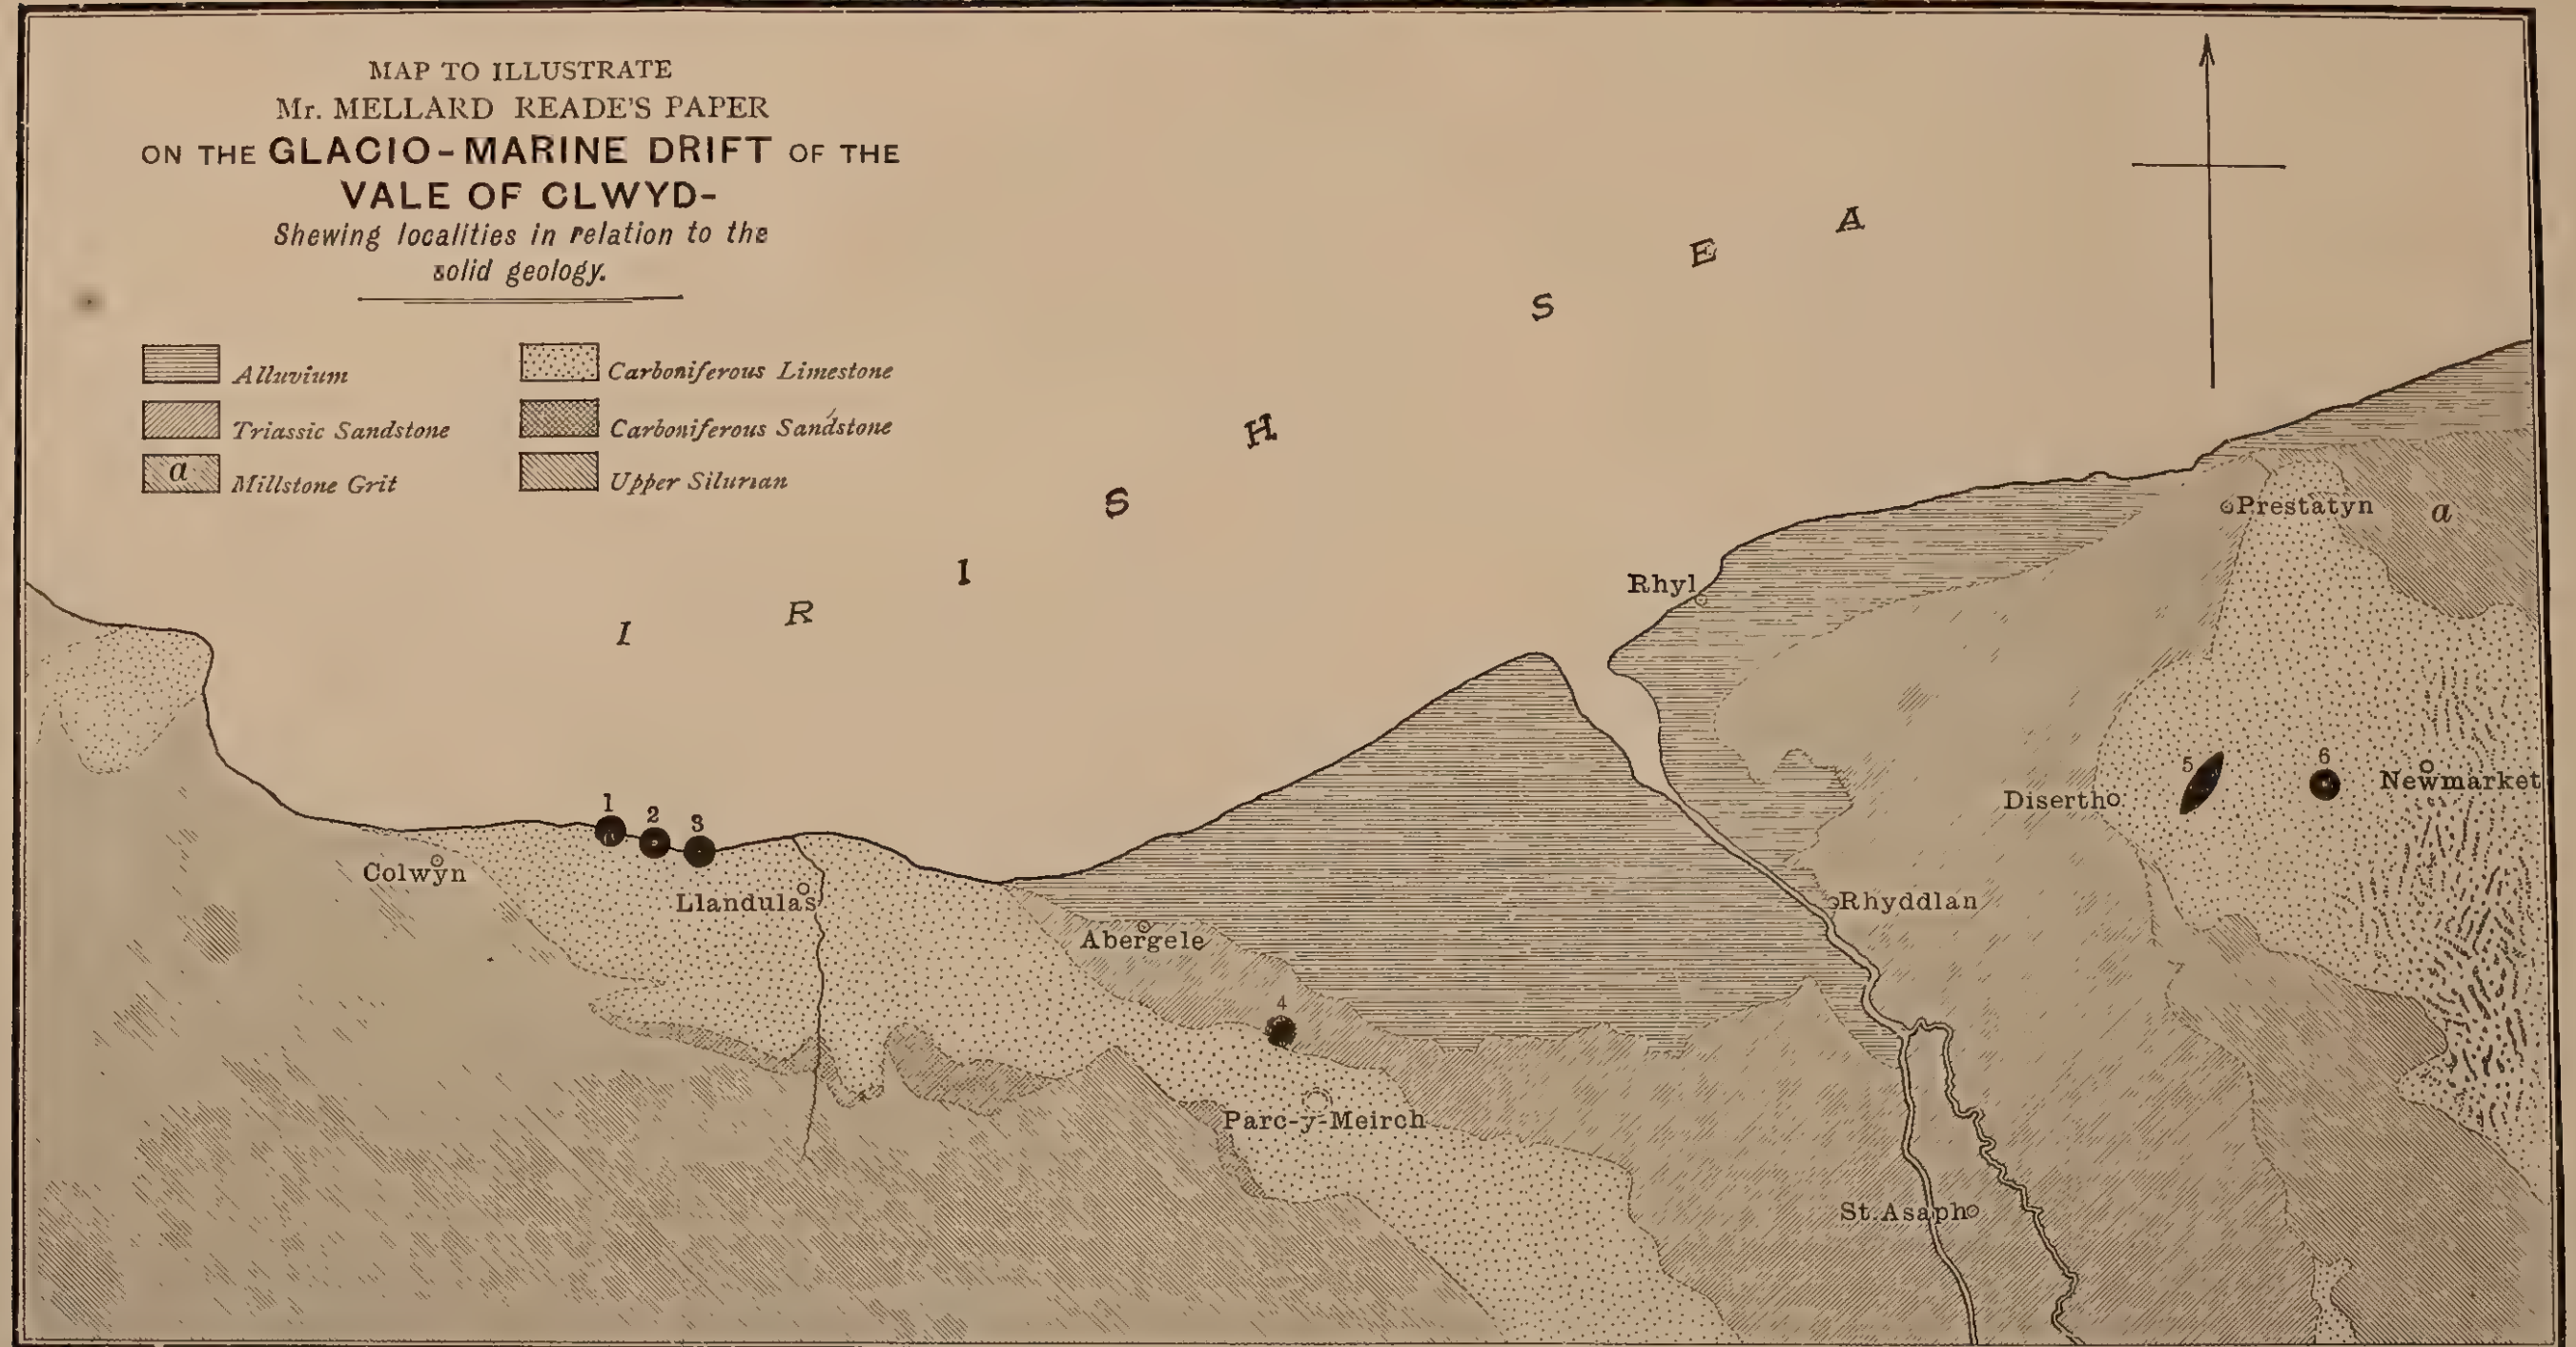 MAP TO ILLUSTRATE
Mr. MELLARD READE'S PAPER
ON THE GLACIO-MARINE DRIFT OF THE
VALE OF CLWYD-
Shewing localities in relation to the
solid geology.
Alluvium
Triassic Sandstone
a Millstone Grit
Carboniferous Limestone
Carboniferous Sandstone
Upper Silurian
IRISH SEA
Prestatyn
a
Rhyl
1
2
3
5
6
Newmarket
Diserth
Colwyn
Llandulas
Abergele
Rhyddlan
4
Parc-y-Meirch
St. Asaph